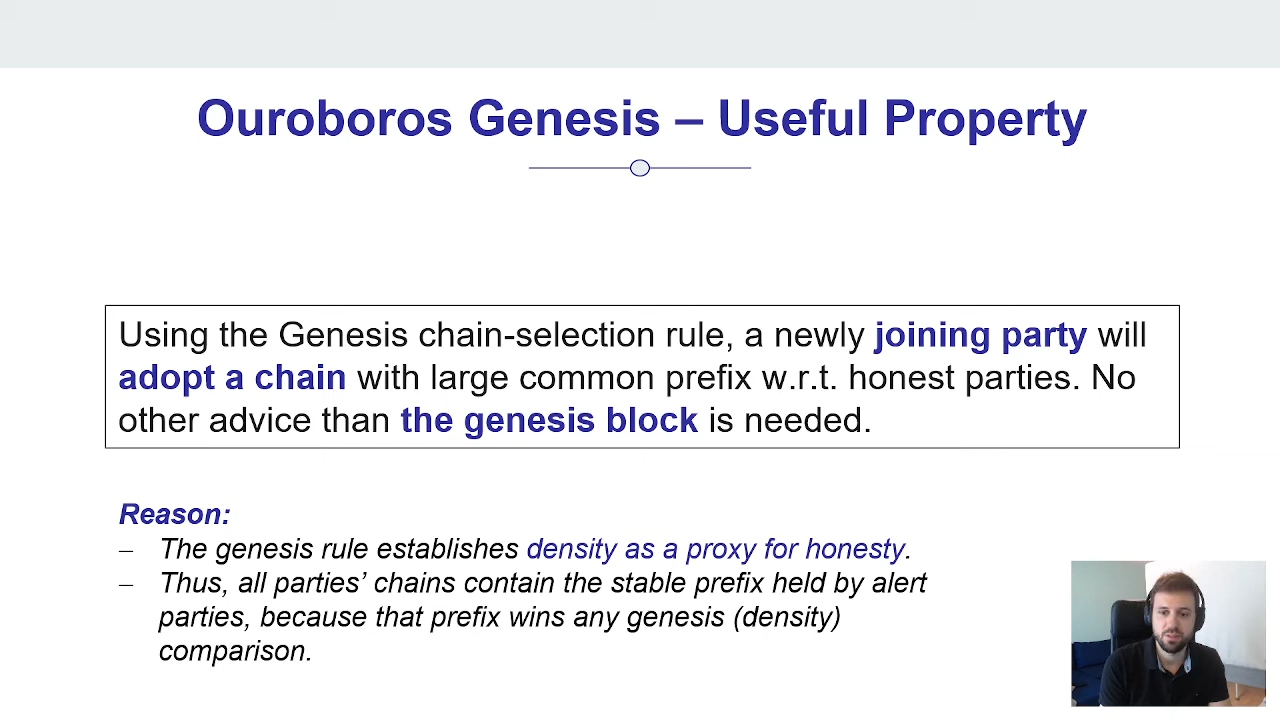 Ouroboros Genesis – Useful Property
Using the Genesis chain-selection rule, a newly joining party will
adopt a chain with large common prefix w.r.t. honest parties. No
other advice than the genesis block is needed.
Reason:
– The genesis rule establishes density as a proxy for honesty.
– Thus, all parties’ chains contain the stable prefix held by alert
parties, because that prefix wins any genesis (density)
comparison.